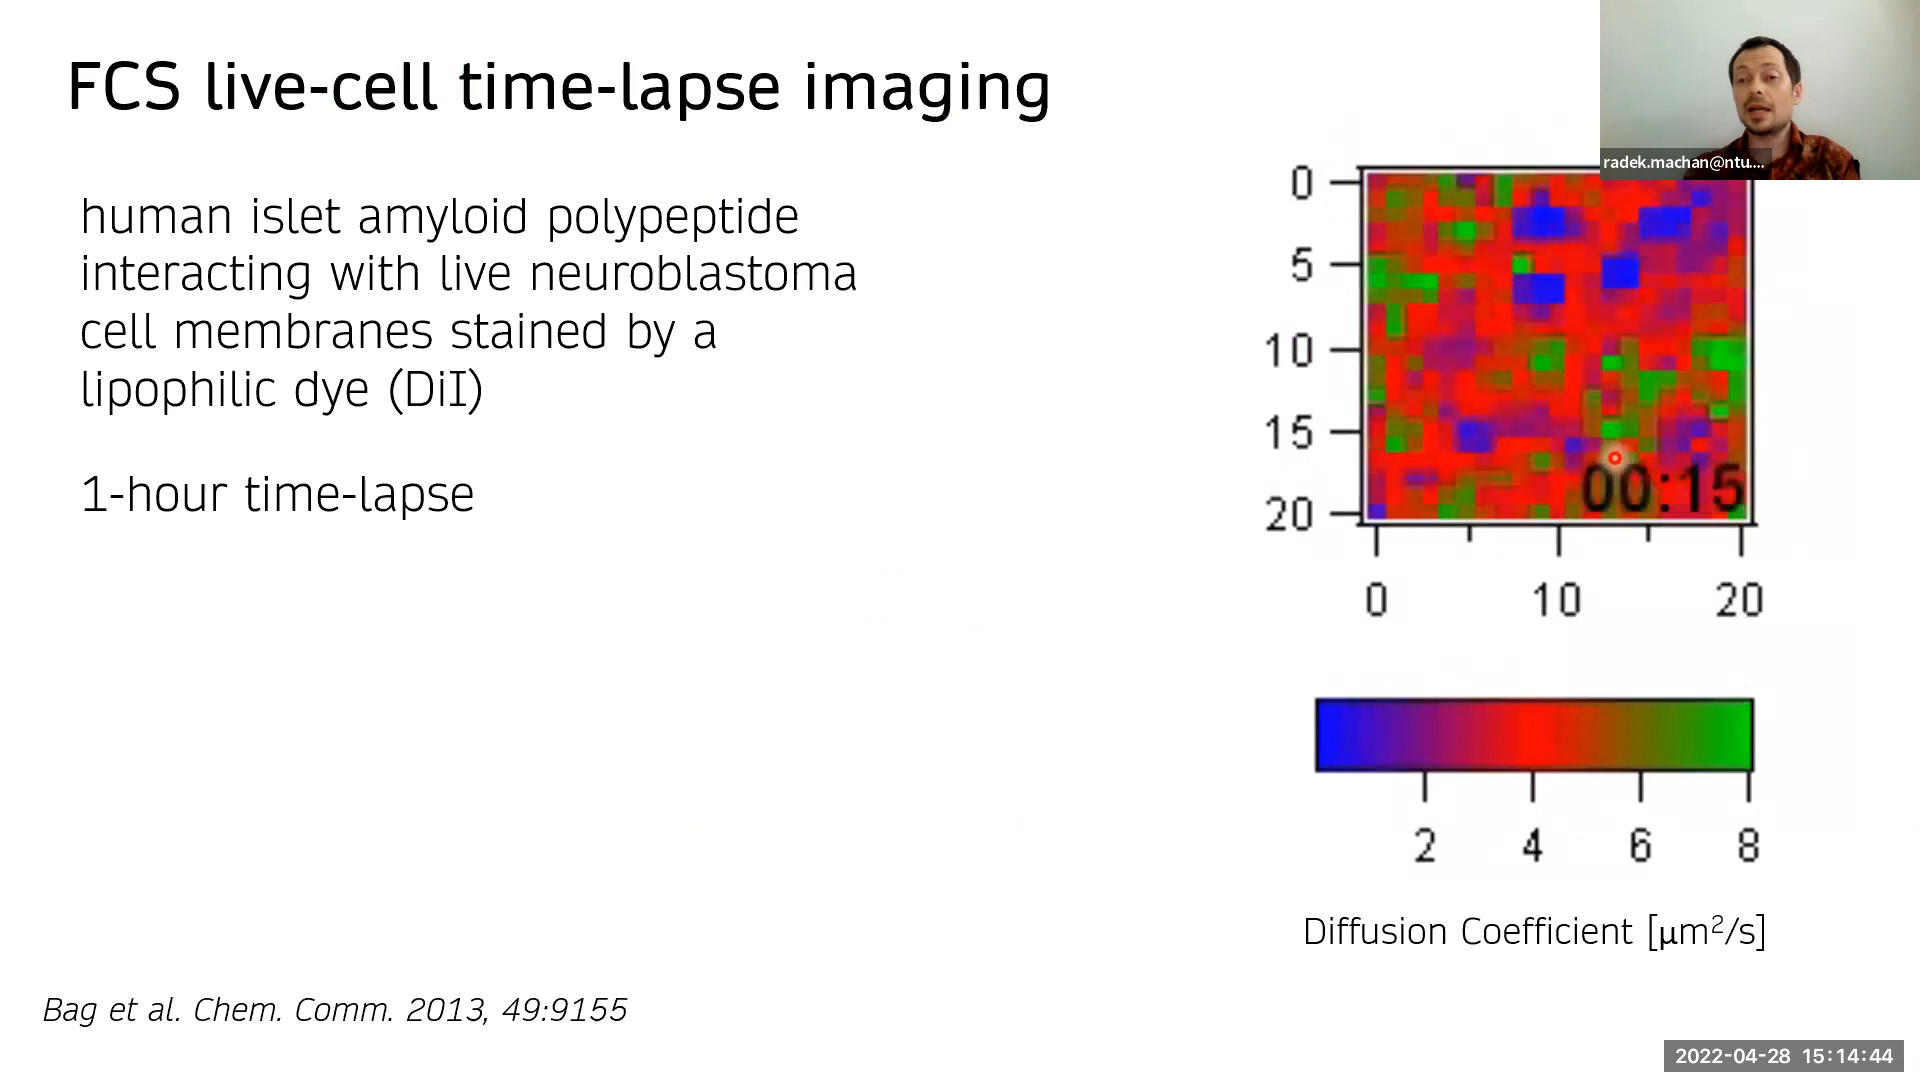 FCS live-cell time-lapse imaging
radek.machan@ntu....
human islet amyloid polypeptide
interacting with live neuroblastoma
cell membranes stained by a
lipophilic dye (DiI)
1-hour time-lapse
0
5
10
15
20
00:15
0 10 20
2 4 6 8
Diffusion Coefficient [μm²/s]
Bag et al. Chem. Comm. 2013, 49:9155
2022-04-28 15:14:44